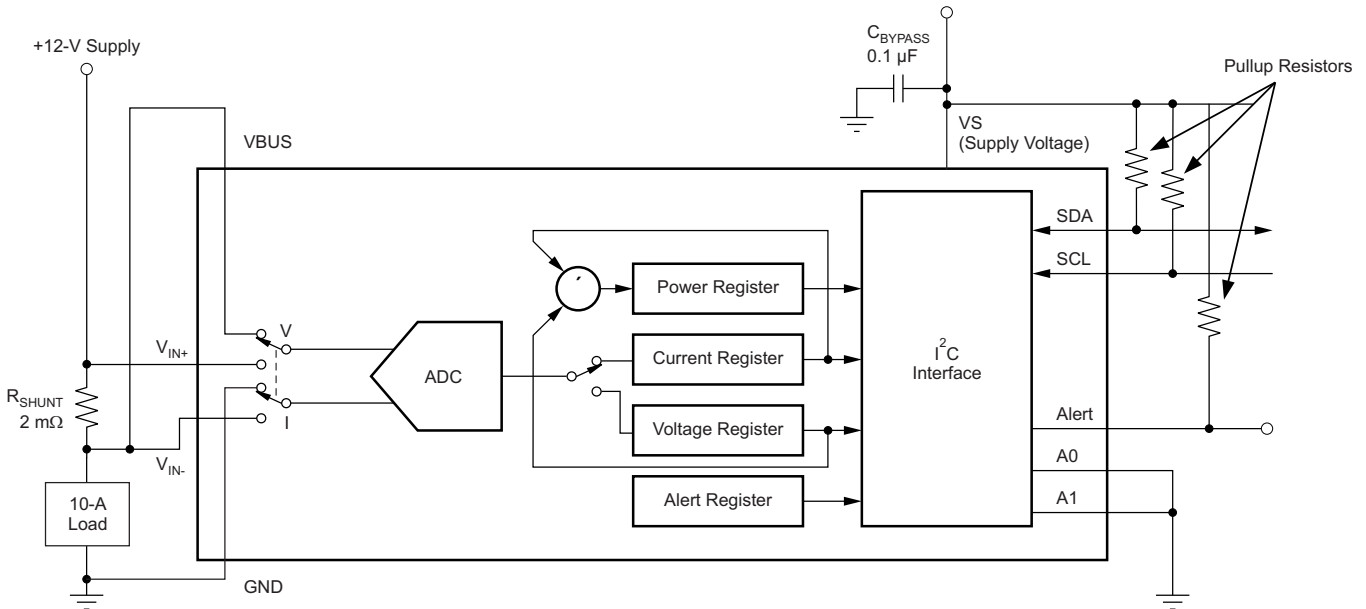 +12-V Supply
C_BYPASS
0.1 µF
Pullup Resistors
VBUS
VS
(Supply Voltage)
SDA
SCL
´
Power Register
V
V_IN+
ADC
Current Register
I²C
Interface
R_SHUNT
2 mΩ
I
Voltage Register
Alert
V_IN-
A0
10-A
Load
Alert Register
A1
GND